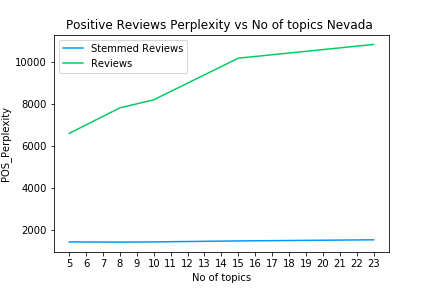 Positive Reviews Perplexity vs No of topics Nevada
Stemmed Reviews
Reviews
POS_Perplexity
10000
8000
6000
4000
2000
5 6 7 8 9 10 11 12 13 14 15 16 17 18 19 20 21 22 23
No of topics